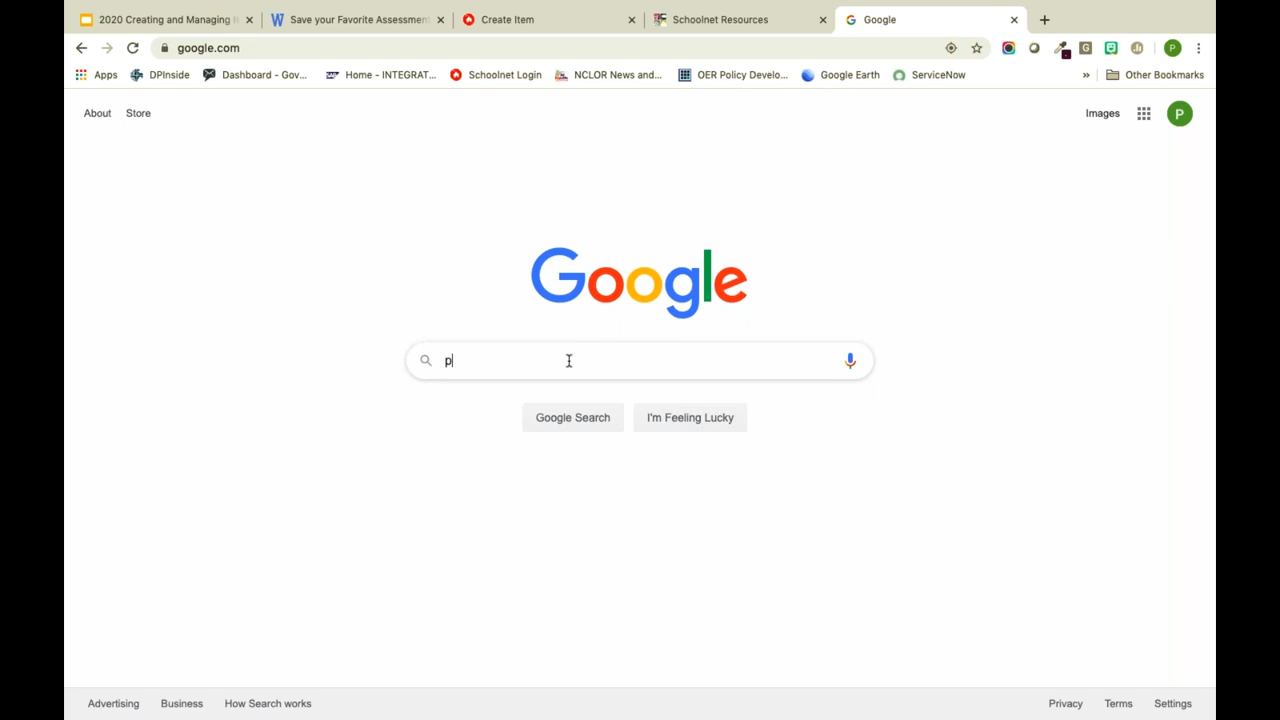 2020 Creating and Managing
Save your Favorite Assessment
Create Item
Schoolnet Resources
Google
google.com
P
Apps
DPInside
Dashboard - Gov...
Home - INTEGRAT...
Schoolnet Login
NCLOR News and...
OER Policy Develo...
Google Earth
ServiceNow
»
Other Bookmarks
About
Store
Images
P
Google
p
Google Search
I'm Feeling Lucky
Advertising
Business
How Search works
Privacy
Terms
Settings